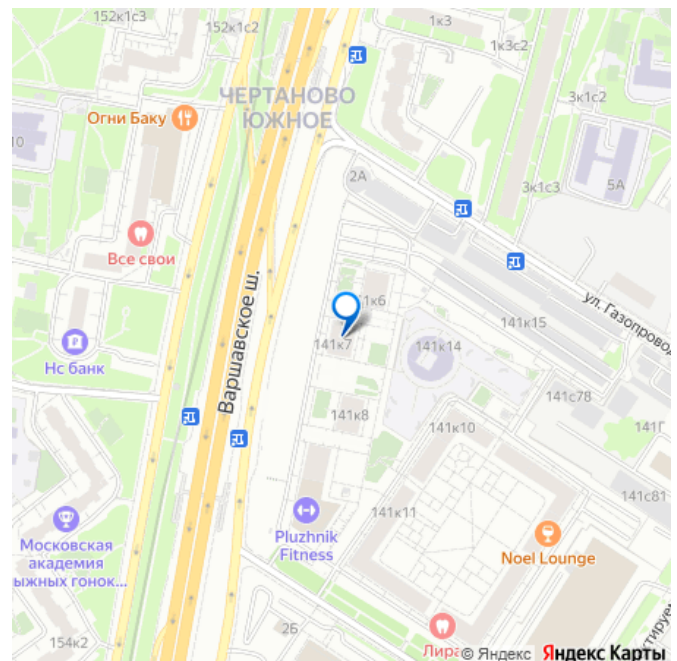 152к1с3
152к1с2
1к3
1к3с2
ЧЕРТАНОВО
ЮЖНОЕ
Огни Баку
3к1с2
10
2А
3к1с3
5А
Все свои
Варшавское ш.
1к6
141к7
141к15
141к14
ул. Газопровод
Нс банк
141с78
141к8
141к10
141Г
141с81
141к11
Pluzhnik
Fitness
Noel Lounge
Московская
академия
ыжных гонок...
2Б
154к2
Лира
© Яндекс Яндекс Карты